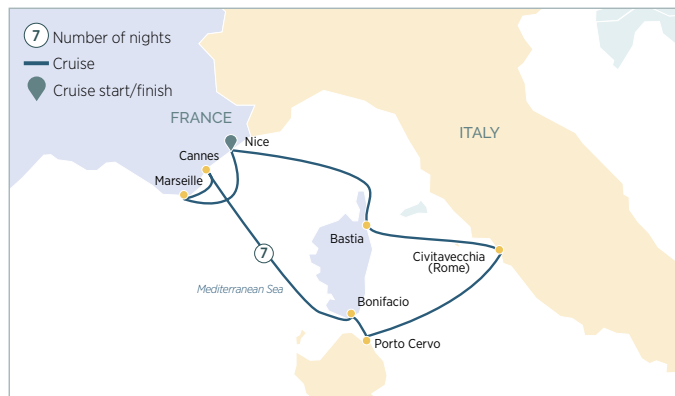 7 Number of nights
Cruise
Cruise start/finish
FRANCE
ITALY
Nice
Cannes
Marseille
Bastia
Civitavecchia
(Rome)
7
Mediterranean Sea
Bonifacio
Porto Cervo